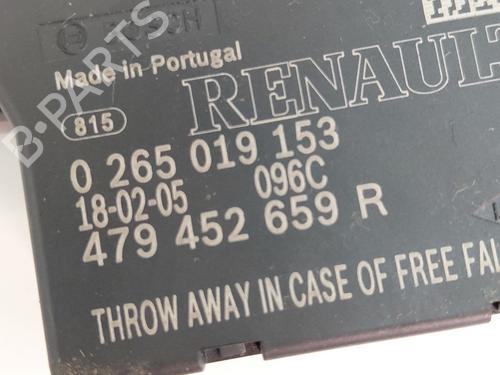 BOSCH
Made in Portugal
RENAULT
815
0 265 019 153
18-02-05 096C
479 452 659 R
THROW AWAY IN CASE OF FREE FAL
B-PARTS